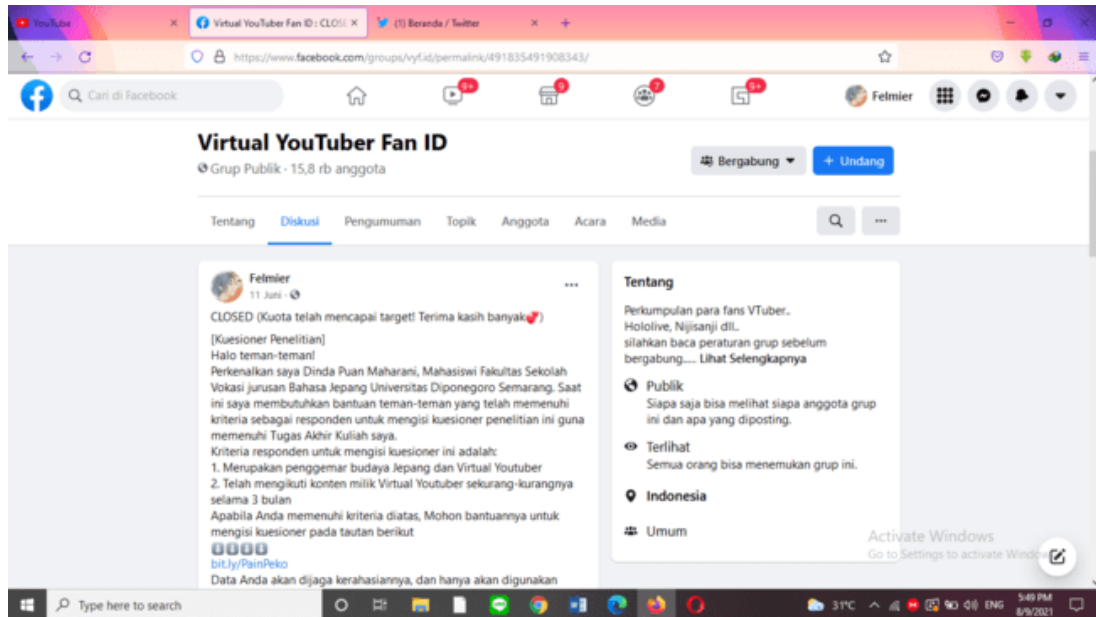 YouTube
Virtual YouTuber Fan ID : CLOSE
(1) Beranda / Twitter
https://www.facebook.com/groups/vyf.id/permalink/491835491908343/
Cari di Facebook
9+
9
7
9+
Felmier
Virtual YouTuber Fan ID
Grup Publik · 15,8 rb anggota
Bergabung
+ Undang
Tentang Diskusi Pengumuman Topik Anggota Acara Media
Felmier
11 Juni ·
CLOSED (Kuota telah mencapai target! Terima kasih banyak💕)
[Kuesioner Penelitian]
Halo teman-teman!
Perkenalkan saya Dinda Puan Maharani, Mahasiswi Fakultas Sekolah
Vokasi jurusan Bahasa Jepang Universitas Diponegoro Semarang. Saat
ini saya membutuhkan bantuan teman-teman yang telah memenuhi
kriteria sebagai responden untuk mengisi kuesioner penelitian ini guna
memenuhi Tugas Akhir Kuliah saya.
Kriteria responden untuk mengisi kuesioner ini adalah:
1. Merupakan penggemar budaya Jepang dan Virtual Youtuber
2. Telah mengikuti konten milik Virtual Youtuber sekurang-kurangnya
selama 3 bulan
Apabila Anda memenuhi kriteria diatas, Mohon bantuannya untuk
mengisi kuesioner pada tautan berikut
⬇⬇⬇⬇
bit.ly/PainPeko
Data Anda akan dijaga kerahasiannya, dan hanya akan digunakan
Tentang
Perkumpulan para fans VTuber..
Hololive, Nijisanji dll..
silahkan baca peraturan grup sebelum
bergabung..... Lihat Selengkapnya
Publik
Siapa saja bisa melihat siapa anggota grup
ini dan apa yang diposting.
Terlihat
Semua orang bisa menemukan grup ini.
Indonesia
Umum
Activate Windows
Go to Settings to activate Windows
Type here to search
31°C
ENG
5:49 PM
8/9/2021